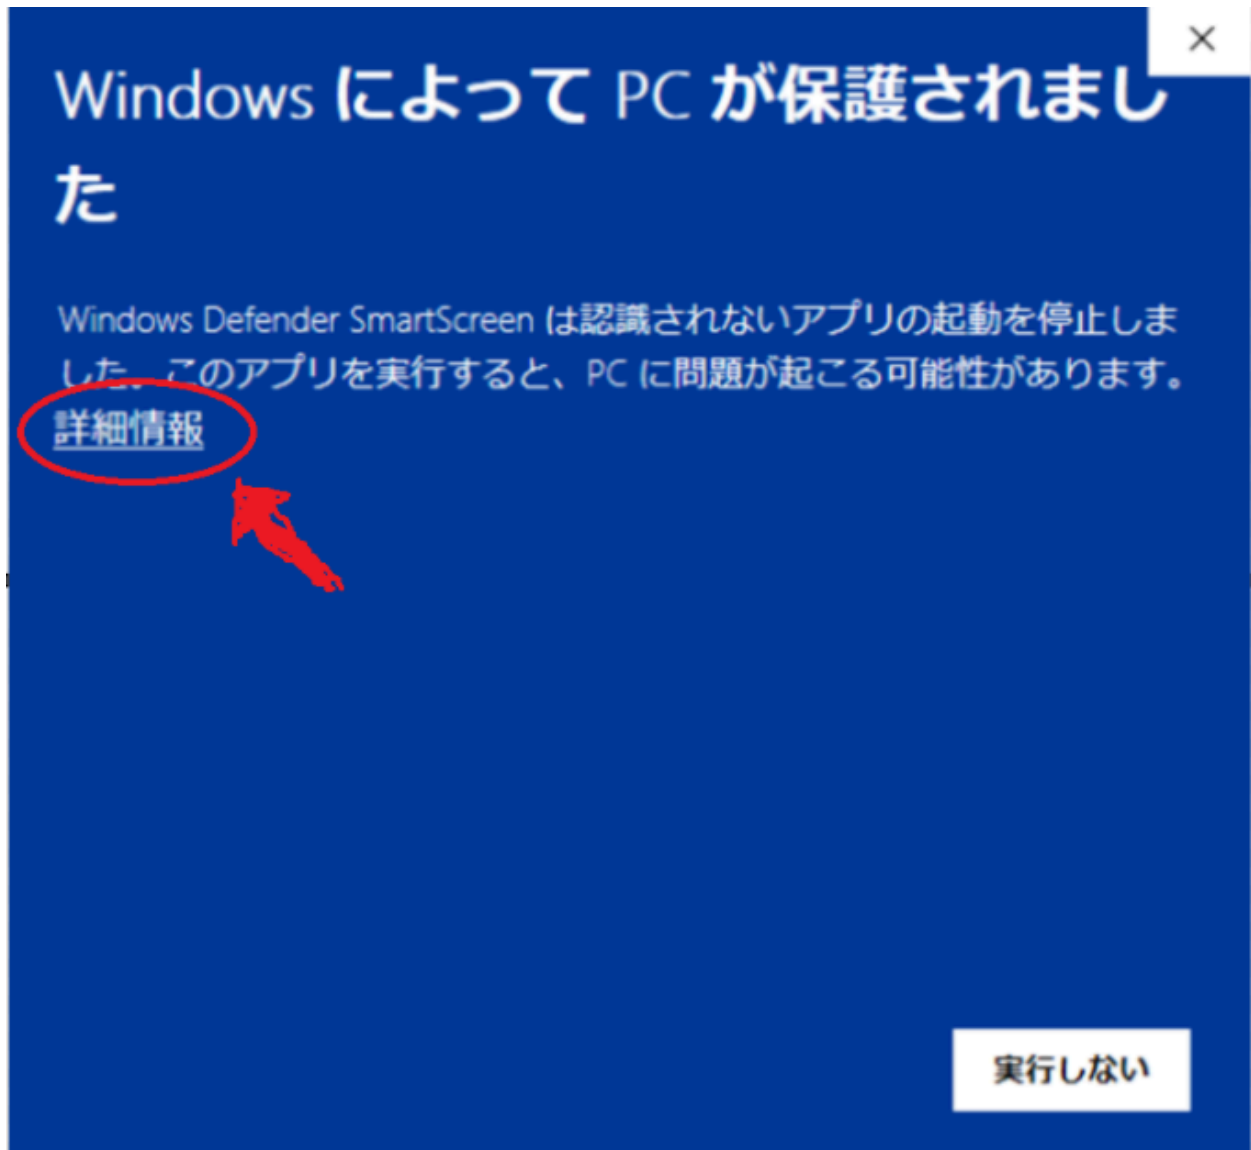 Windows によって PC が保護されまし
た
Windows Defender SmartScreen は認識されないアプリの起動を停止しま
した。このアプリを実行すると、PC に問題が起こる可能性があります。
詳細情報
実行しない